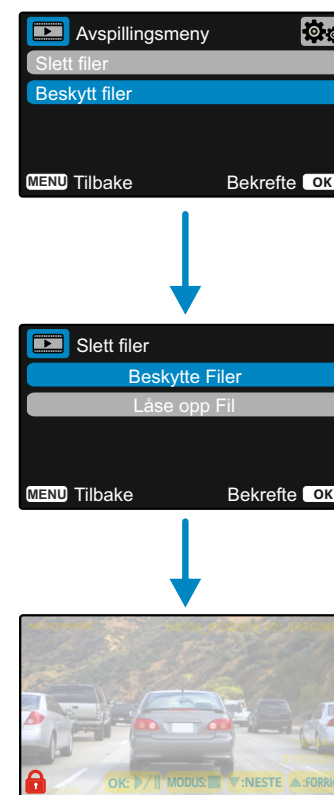 Avspillingsmeny
Slett filer
Beskytt filer
MENU Tilbake Bekrefte OK
Slett filer
Beskytte Filer
Låse opp Fil
MENU Tilbake Bekrefte OK
OK: MODUS: :NESTE :FORRIG